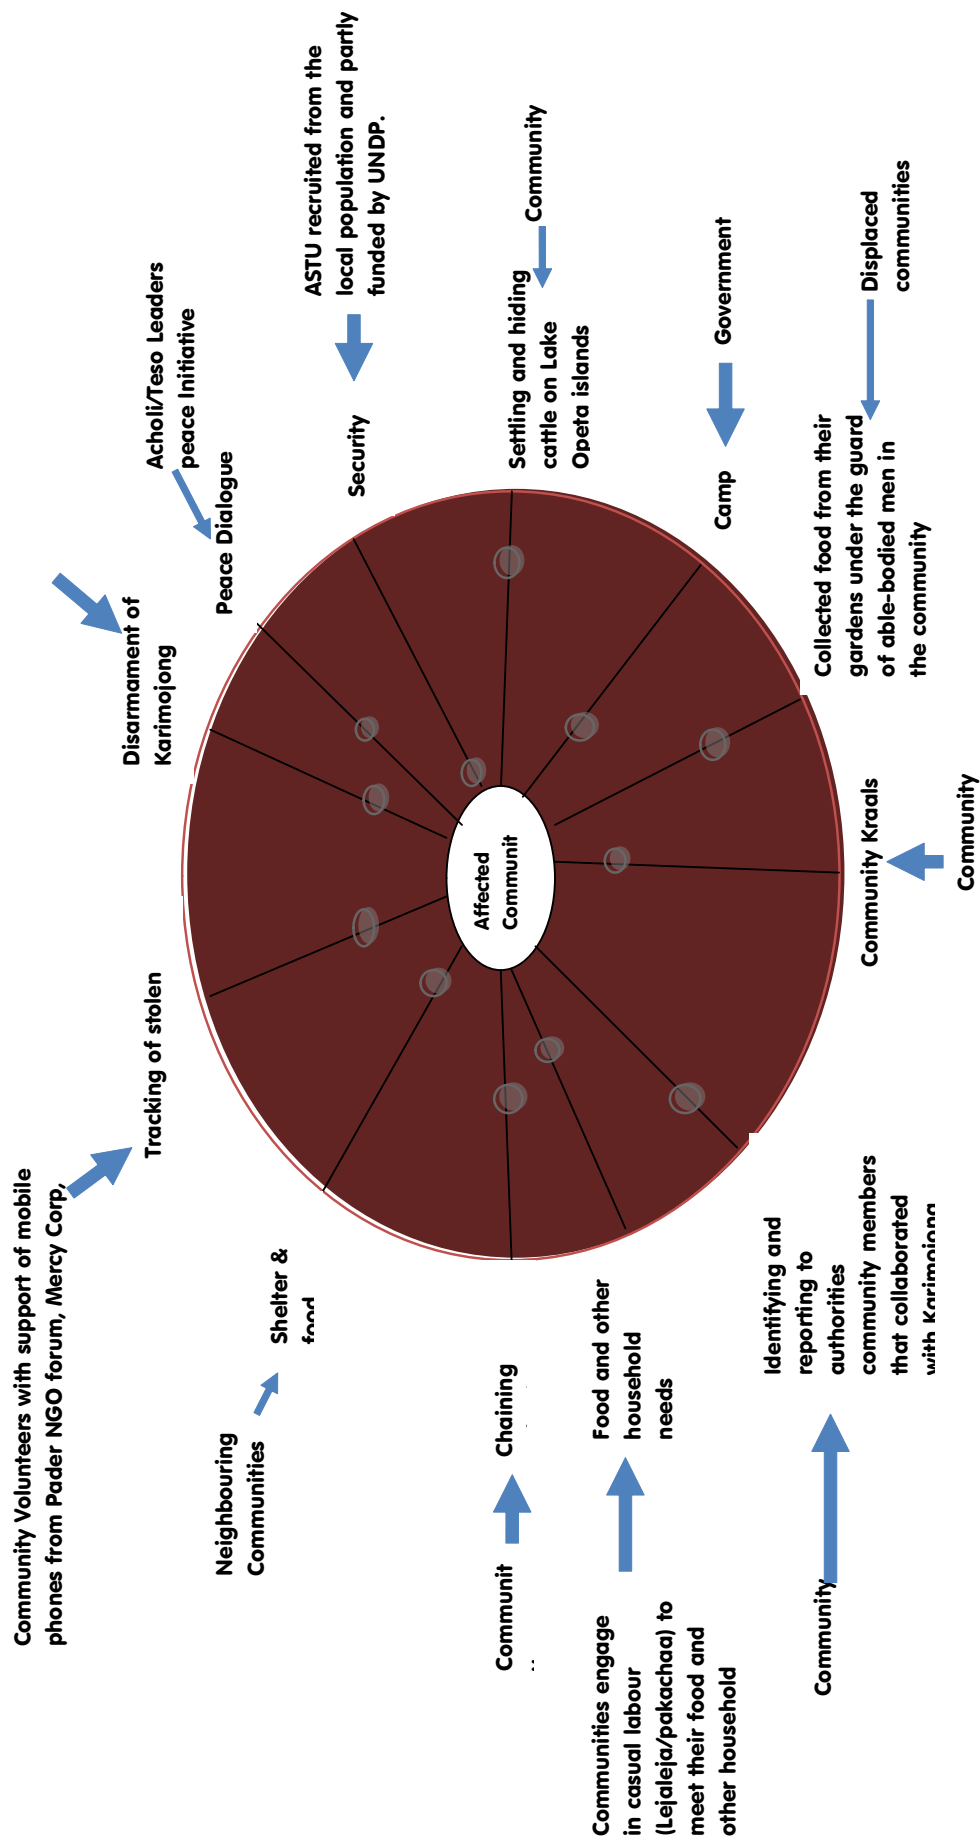 Community Volunteers with support of mobile
phones from Pader NGO forum, Mercy Corp,
Tracking of stolen
Disarmament of
Karimojong
Acholi/Teso Leaders
peace Initiative
Peace Dialogue
Neighbouring
Communities
Shelter &
food
Security
ASTU recruited from the
local population and partly
funded by UNDP.
Affected
Communit
Communit
Chaining
Settling and hiding
cattle on Lake
Opeta islands
Community
Communities engage
in casual labour
(Lejaleja/pakachaa) to
meet their food and
other household
Food and other
household
needs
Camp
Government
Community
Identifying and
reporting to
authorities
community members
that collaborated
with Karimojong
Community Kraals
Community
Collected food from their
gardens under the guard
of able-bodied men in
the community
Displaced
communities